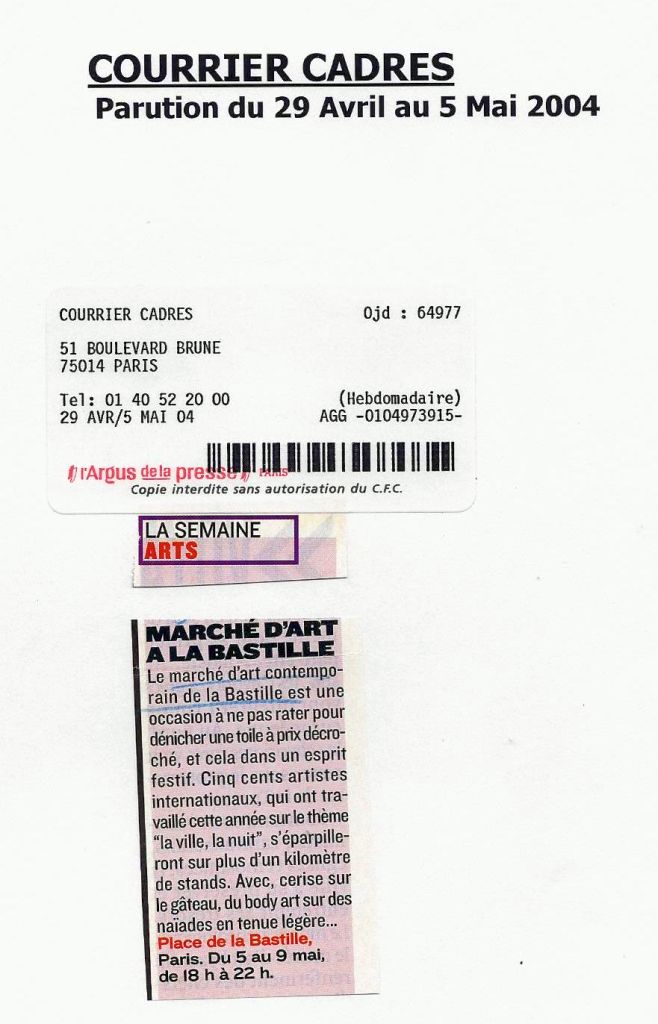 COURRIER CADRES
Parution du 29 Avril au 5 Mai 2004
COURRIER CADRES Ojd : 64977
51 BOULEVARD BRUNE
75014 PARIS
Tel: 01 40 52 20 00 (Hebdomadaire)
29 AVR/5 MAI 04 AGG -0104973915-
l'Argus de la presse PARIS
Copie interdite sans autorisation du C.F.C.
LA SEMAINE
ARTS
MARCHÉ D'ART
A LA BASTILLE
Le marché d'art contempo-
rain de la Bastille est une
occasion à ne pas rater pour
dénicher une toile à prix décro-
ché, et cela dans un esprit
festif. Cinq cents artistes
internationaux, qui ont tra-
vaillé cette année sur le thème
"la ville, la nuit", s'éparpille-
ront sur plus d'un kilomètre
de stands. Avec, cerise sur
le gâteau, du body art sur des
naïades en tenue légère...
Place de la Bastille,
Paris. Du 5 au 9 mai,
de 18 h à 22 h.